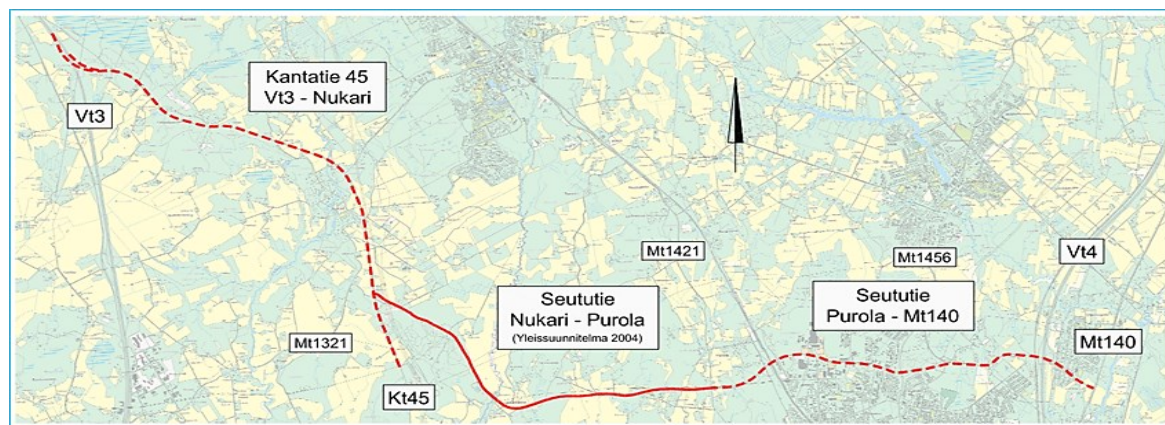 Kantatie 45
Vt3 - Nukari
Vt3
Mt1421
Mt1456
Vt4
Seututie
Nukari - Purola
(Yleissuunnitelma 2004)
Seututie
Purola - Mt140
Mt1321
Mt140
Kt45